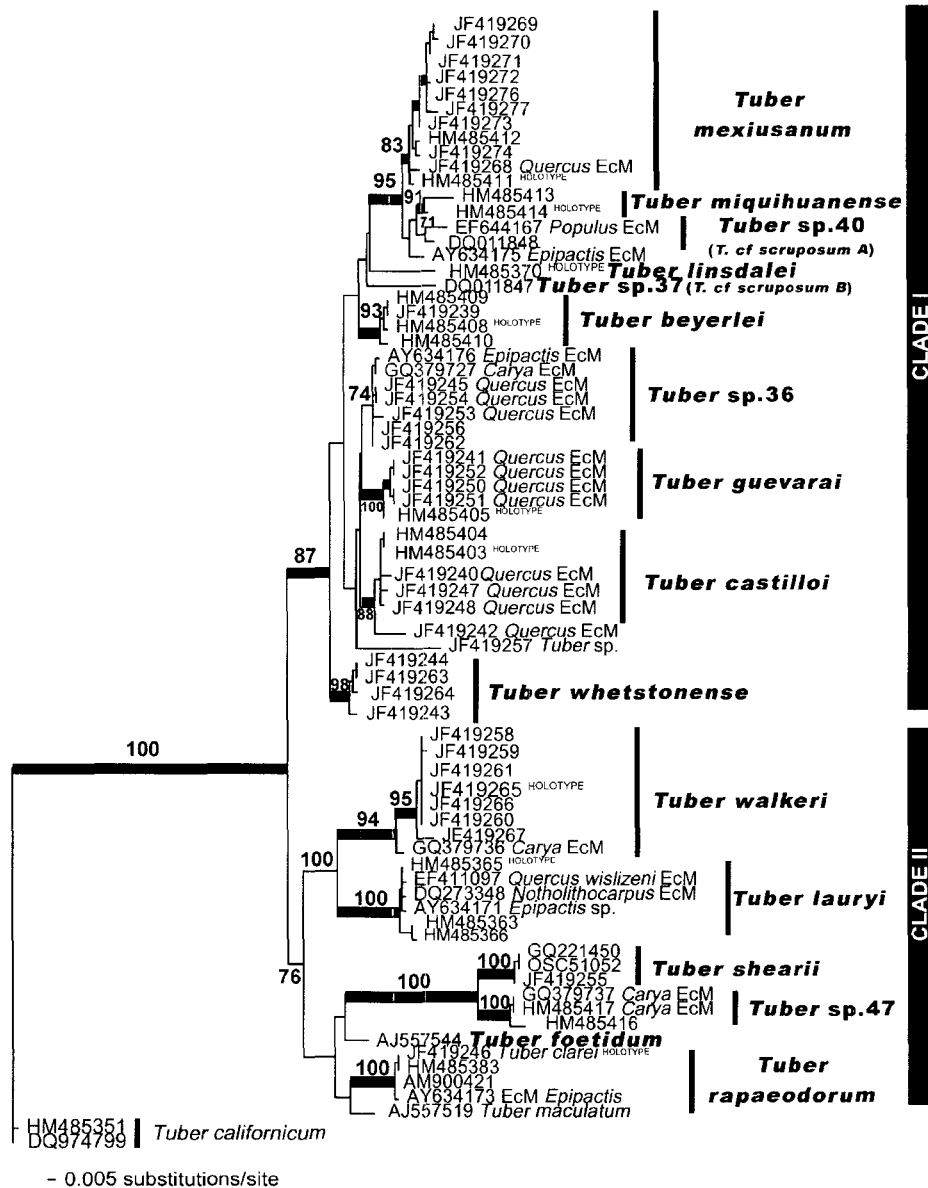 JF419269
JF419270
JF419271
JF419272
JF419276
JF419277
JF419273
HM485412
JF419274
JF419268 Quercus EcM
HM485411 HOLOTYPE
Tuber
mexiusanum
83
95
HM485413
HM485414 HOLOTYPE
Tuber miquihuanense
91
71
EF644167 Populus EcM
DQ011848
Tuber sp.40
(T. cf scruposum A)
AY634175 Epipactis EcM
HM485370 HOLOTYPE Tuber linsdalei
DQ011847 Tuber sp.37 (T. cf scruposum B)
HM485409
JF419239
HM485408 HOLOTYPE
HM485410
93
Tuber beyerlei
AY634176 Epipactis EcM
GQ379727 Carya EcM
JF419245 Quercus EcM
JF419254 Quercus EcM
JF419253 Quercus EcM
JF419256
JF419262
74
Tuber sp.36
JF419241 Quercus EcM
JF419252 Quercus EcM
JF419250 Quercus EcM
JF419251 Quercus EcM
HM485405 HOLOTYPE
100
Tuber guevarai
HM485404
HM485403 HOLOTYPE
JF419240 Quercus EcM
JF419247 Quercus EcM
JF419248 Quercus EcM
88
Tuber castilloi
87
JF419242 Quercus EcM
JF419257 Tuber sp.
JF419244
JF419263
JF419264
JF419243
98
Tuber whetstonense
CLADE I
100
JF419258
JF419259
JF419261
JF419265 HOLOTYPE
JF419266
JF419260
JF419267
GQ379736 Carya EcM
95
94
Tuber walkeri
100
HM485365 HOLOTYPE
EF411097 Quercus wislizeni EcM
DQ273348 Notholithocarpus EcM
AY634171 Epipactis sp.
HM485363
HM485366
100
Tuber lauryi
76
GQ221450
OSC51052
JF419255
100
Tuber shearii
100
GQ379737 Carya EcM
HM485417 Carya EcM
HM485416
100
Tuber sp.47
AJ557544 Tuber foetidum
JF419246 Tuber clarei HOLOTYPE
HM485383
AM900421
AY634173 EcM Epipactis
AJ557519 Tuber maculatum
100
Tuber
rapaeodorum
CLADE II
HM485351
DQ974799
Tuber californicum
– 0.005 substitutions/site